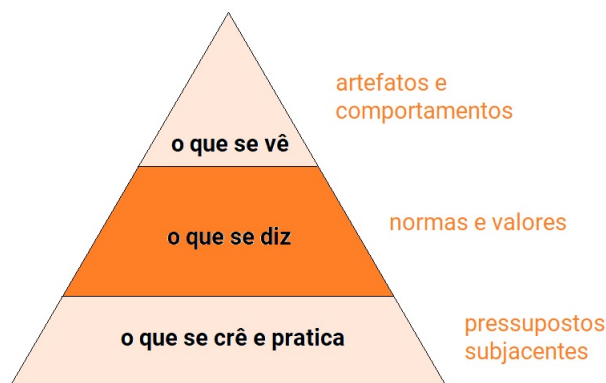 artefatos e
comportamentos
o que se vê
normas e valores
o que se diz
pressupostos
subjacentes
o que se crê e pratica